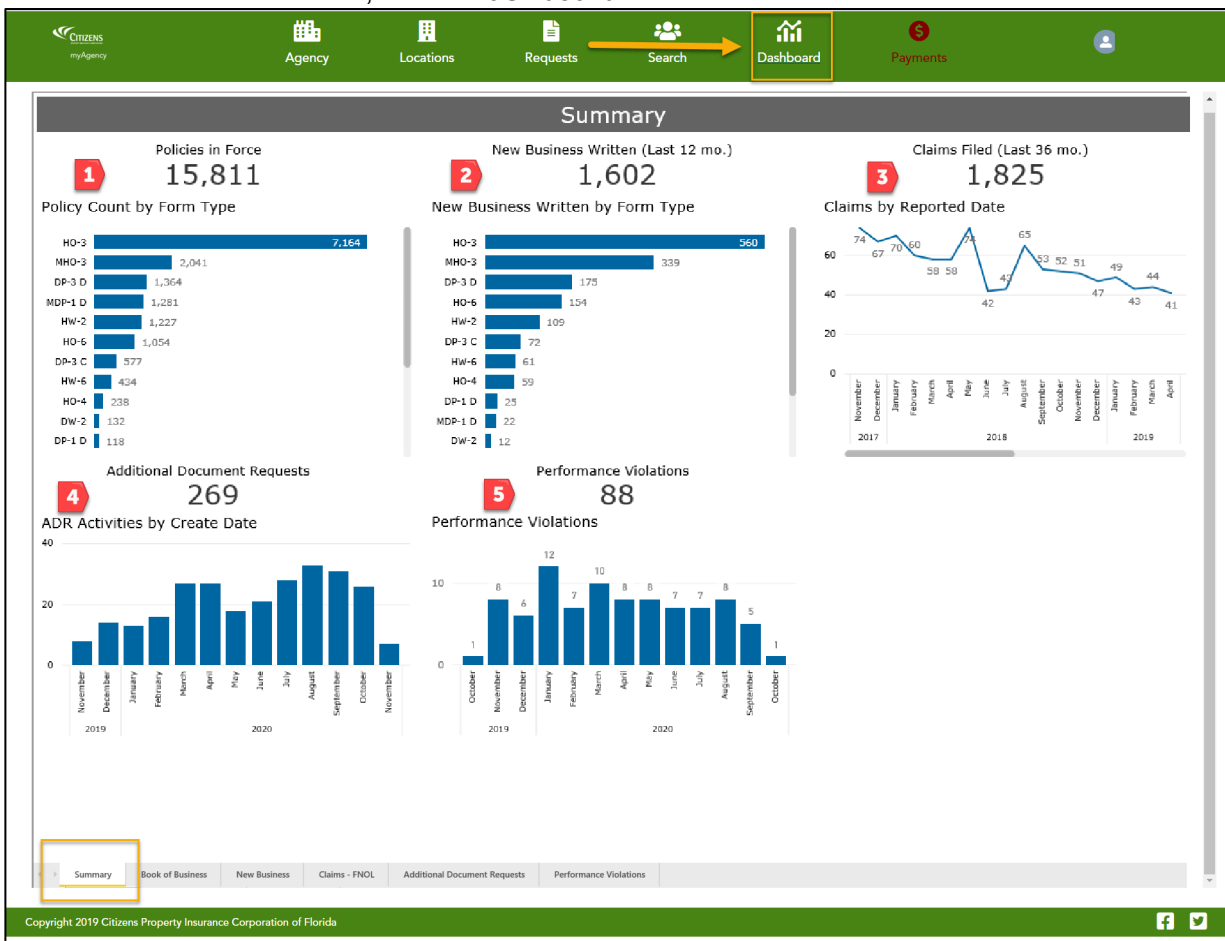 CITIZENS
myAgency
Agency
Locations
Requests
Search
Dashboard
Payments
Summary
1
Policies in Force
15,811
Policy Count by Form Type
HO-3 7,164
MHO-3 2,041
DP-3 D 1,364
MDP-1 D 1,281
HW-2 1,227
HO-6 1,054
DP-3 C 577
HW-6 434
HO-4 238
DW-2 132
DP-1 D 118
2
New Business Written (Last 12 mo.)
1,602
New Business Written by Form Type
HO-3 560
MHO-3 339
DP-3 D 175
HO-6 154
HW-2 109
DP-3 C 72
HW-6 61
HO-4 59
DP-1 D 25
MDP-1 D 22
DW-2 12
3
Claims Filed (Last 36 mo.)
1,825
Claims by Reported Date
60
40
20
0
74 67 70 60 58 58 74 42 43 65 53 52 51 47 49 43 44 41
November December January February March April May June July August September October November December January February March April
2017 2018 2019
4
Additional Document Requests
269
ADR Activities by Create Date
40
20
0
November December January February March April May June July August September October November
2019 2020
5
Performance Violations
88
Performance Violations
10
0
1 8 6 12 7 10 8 8 7 7 8 5 1
October November December January February March April May June July August September October
2019 2020
Summary Book of Business New Business Claims - FNOL Additional Document Requests Performance Violations
Copyright 2019 Citizens Property Insurance Corporation of Florida